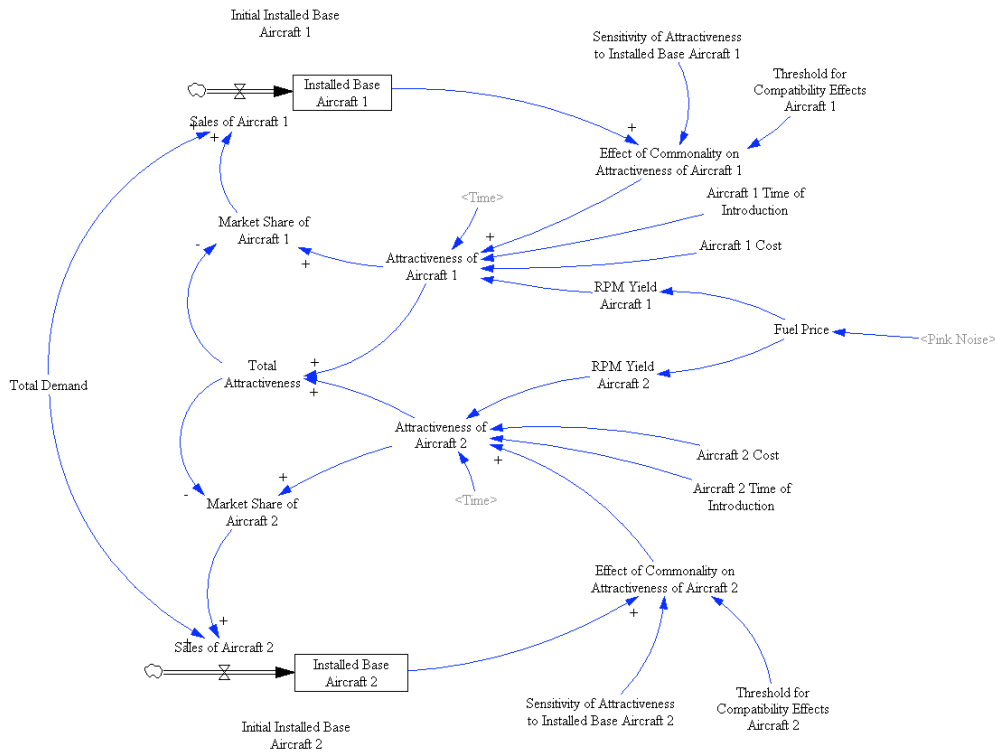 Initial Installed Base
Aircraft 1
Sensitivity of Attractiveness
to Installed Base Aircraft 1
Threshold for
Compatibility Effects
Aircraft 1
Installed Base
Aircraft 1
Sales of Aircraft 1
+
+
+
Effect of Commonality on
Attractiveness of Aircraft 1
<Time>
Aircraft 1 Time of
Introduction
Market Share of
Aircraft 1
-
+
+
Attractiveness of
Aircraft 1
Aircraft 1 Cost
RPM Yield
Aircraft 1
Fuel Price
<Pink Noise>
Total Demand
Total
Attractiveness
+
+
RPM Yield
Aircraft 2
Attractiveness of
Aircraft 2
+
Aircraft 2 Cost
Aircraft 2 Time of
Introduction
<Time>
+
-
Market Share of
Aircraft 2
Effect of Commonality on
Attractiveness of Aircraft 2
+
+
+
Sales of Aircraft 2
Installed Base
Aircraft 2
Sensitivity of Attractiveness
to Installed Base Aircraft 2
Threshold for
Compatibility Effects
Aircraft 2
Initial Installed Base
Aircraft 2